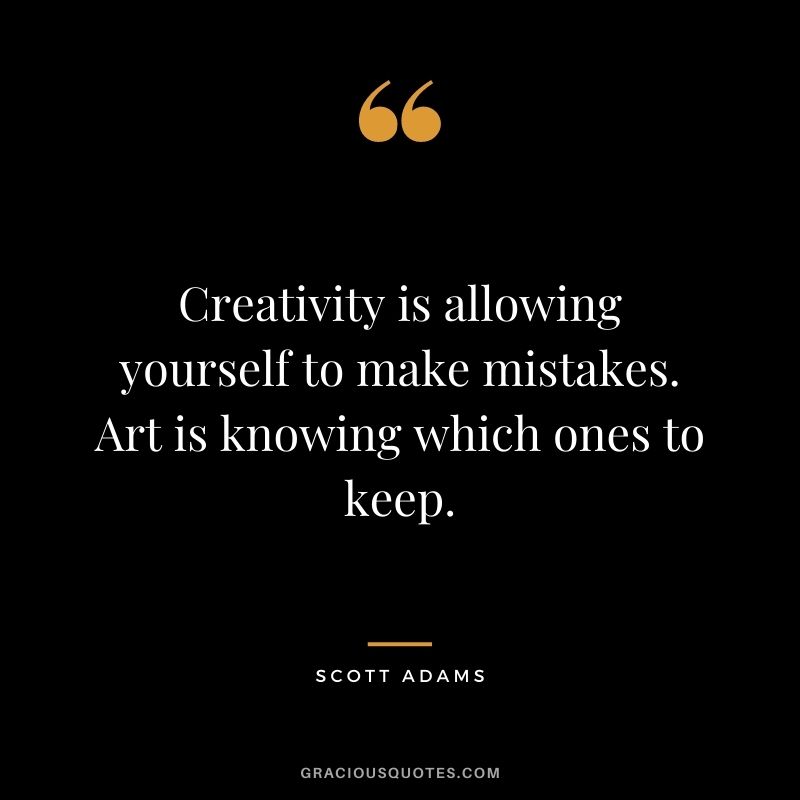 “
Creativity is allowing
yourself to make mistakes.
Art is knowing which ones to
keep.
SCOTT ADAMS
GRACIOUSQUOTES.COM